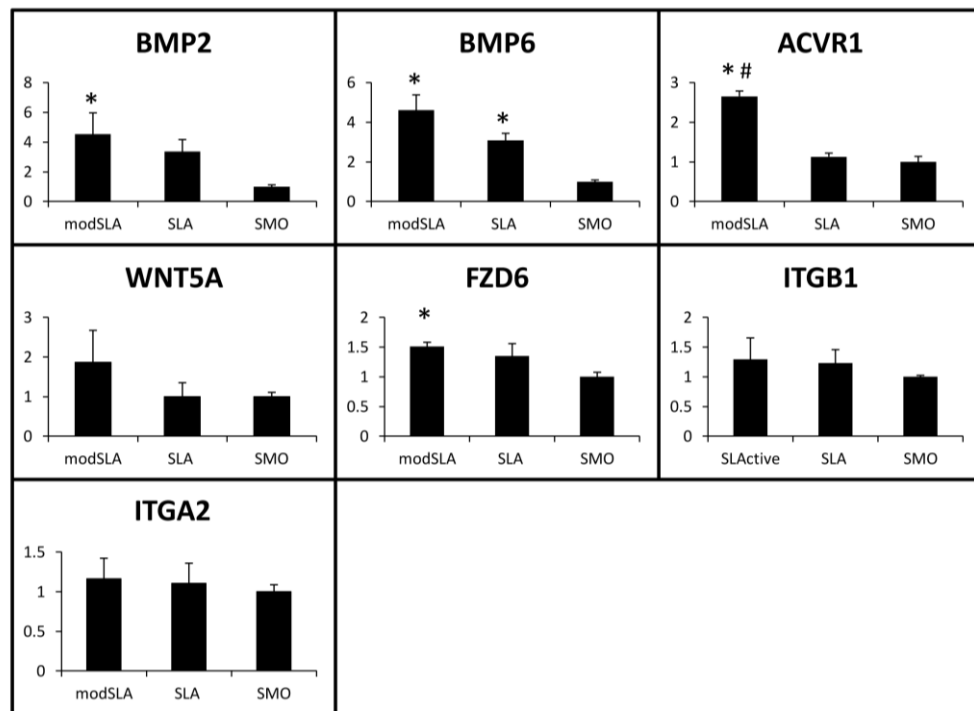 BMP2
8
*
6
4
2
0
modSLA SLA SMO
BMP6
6
*
4
*
2
0
modSLA SLA SMO
ACVR1
3
* #
2
1
0
modSLA SLA SMO
WNT5A
3
2
1
0
modSLA SLA SMO
FZD6
2
*
1.5
1
0.5
0
modSLA SLA SMO
ITGB1
2
1.5
1
0.5
0
SLActive SLA SMO
ITGA2
1.5
1
0.5
0
modSLA SLA SMO